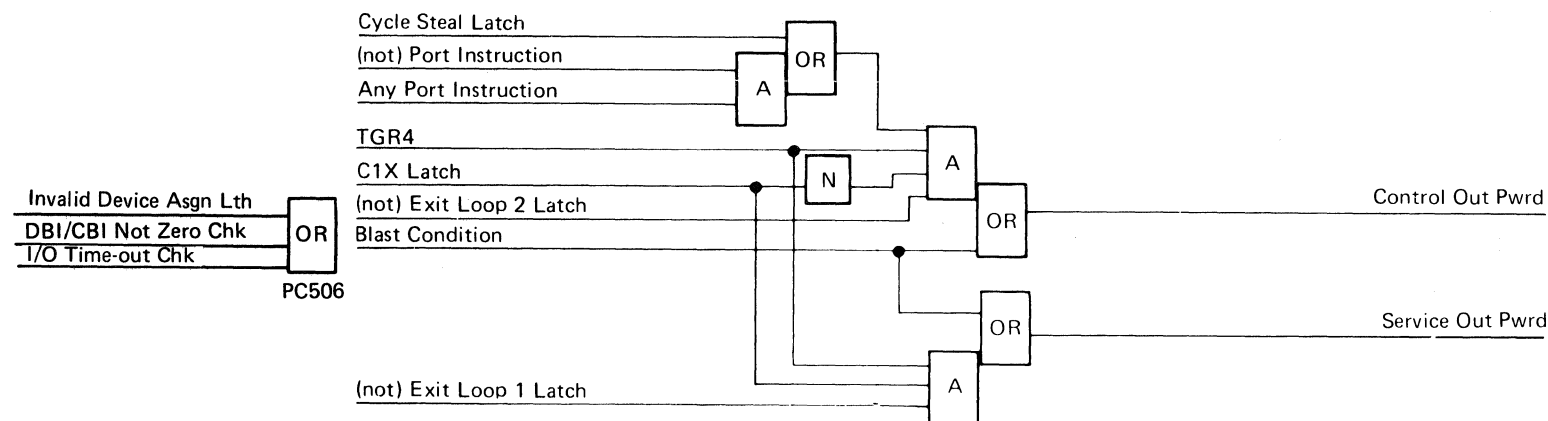 Cycle Steal Latch
(not) Port Instruction
Any Port Instruction
OR
A
TGR4
C1X Latch
N
A
(not) Exit Loop 2 Latch
Blast Condition
OR
Control Out Pwrd
Invalid Device Asgn Lth
DBI/CBI Not Zero Chk
I/O Time-out Chk
OR
PC506
OR
Service Out Pwrd
A
(not) Exit Loop 1 Latch